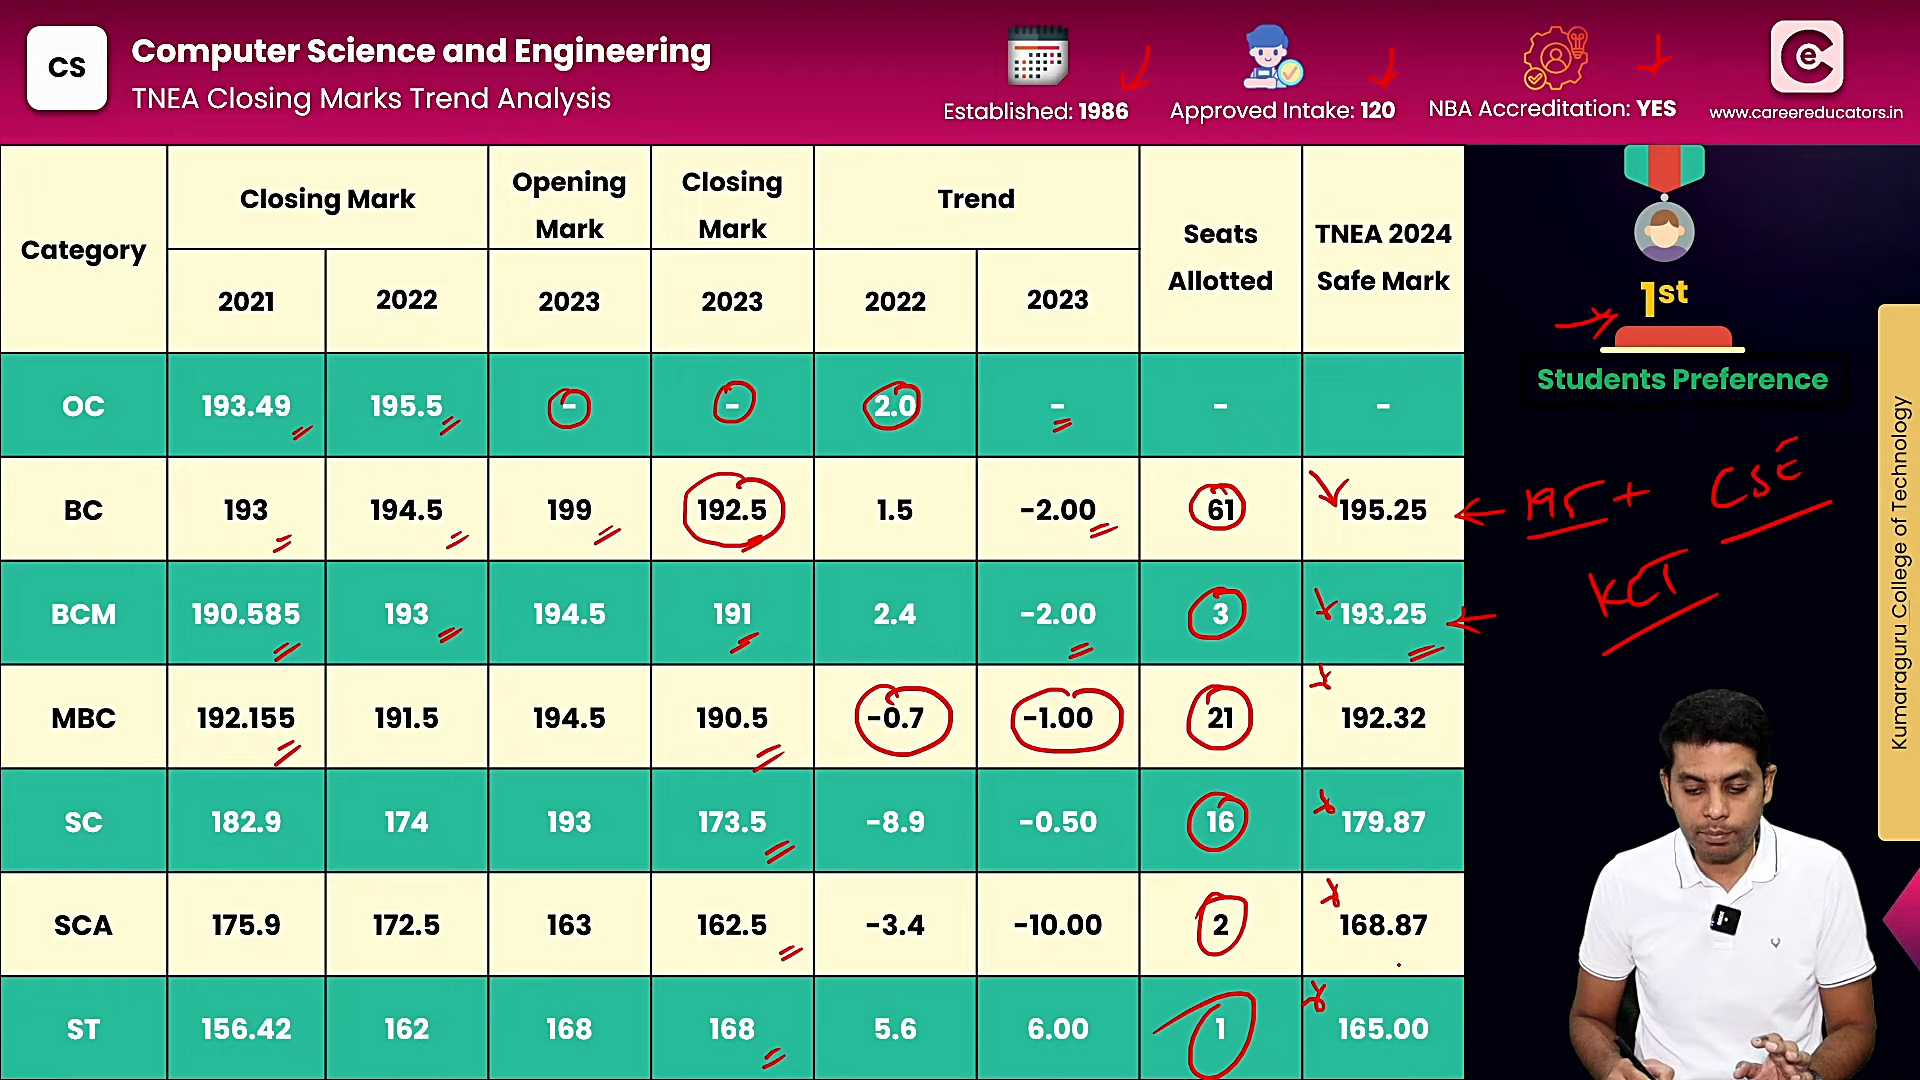 CS
Computer Science and Engineering
TNEA Closing Marks Trend Analysis
Established: 1986
Approved Intake: 120
NBA Accreditation: YES
e
www.careereducators.in
Category
Closing Mark
Opening Mark
Closing Mark
Trend
Seats Allotted
TNEA 2024 Safe Mark
2021 2022 2023 2023 2022 2023
OC 193.49 195.5 - - 2.0 - - -
BC 193 194.5 199 192.5 1.5 -2.00 61 195.25
BCM 190.585 193 194.5 191 2.4 -2.00 3 193.25
MBC 192.155 191.5 194.5 190.5 -0.7 -1.00 21 192.32
SC 182.9 174 193 173.5 -8.9 -0.50 16 179.87
SCA 175.9 172.5 163 162.5 -3.4 -10.00 2 168.87
ST 156.42 162 168 168 5.6 6.00 1 165.00
1st
Students Preference
195+ CSE
KCT
Kumaraguru College of Technology